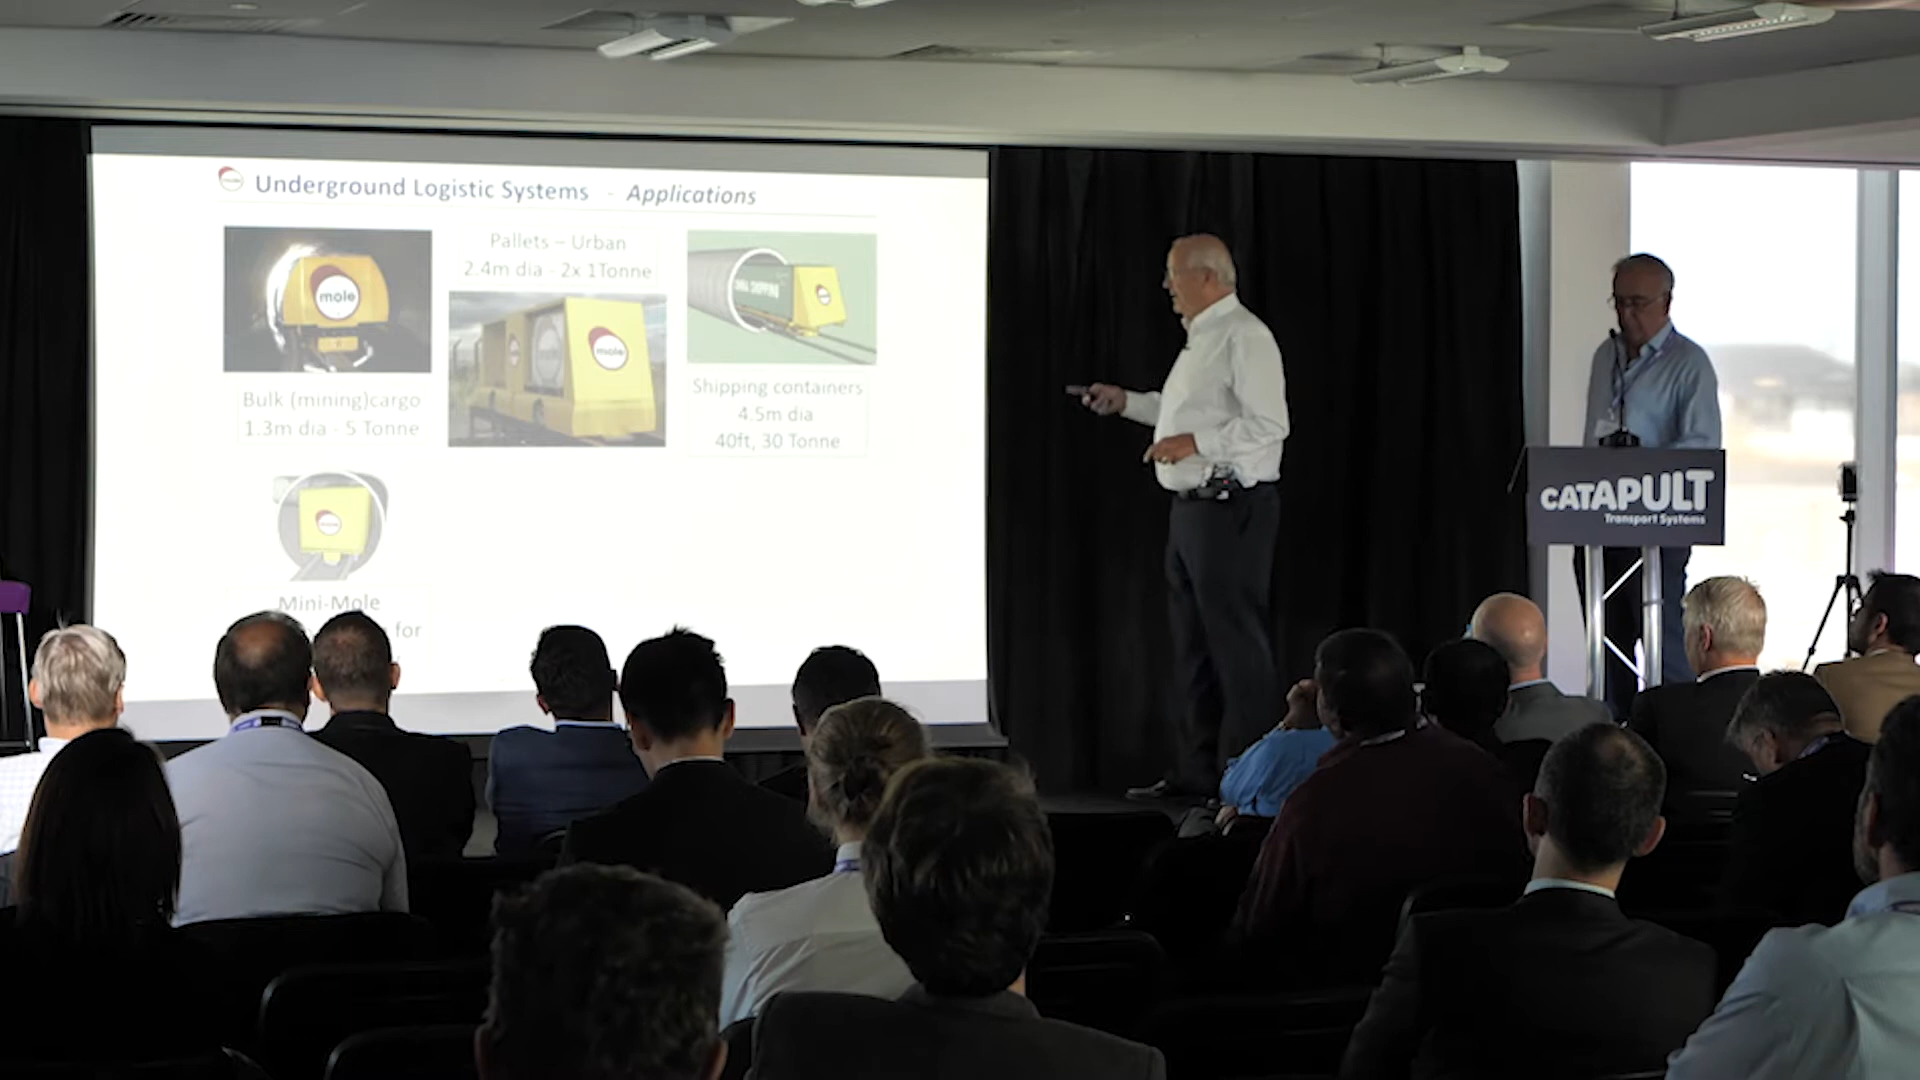 Underground Logistic Systems - Applications
mole
Bulk (mining)cargo
1.3m dia - 5 Tonne
Pallets – Urban
2.4m dia - 2x 1Tonne
mole
mole
SHIPPING
Shipping containers
4.5m dia
40ft, 30 Tonne
Mini-Mole
for
CATAPULT
Transport Systems